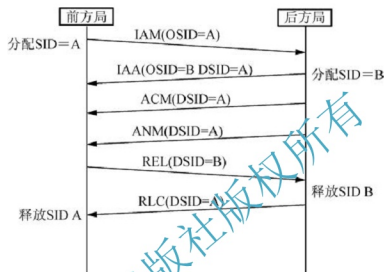 前方局
后方局
分配SID=A
IAM(OSID=A)
IAA(OSID=B DSID=A)
分配SID=B
ACM(DSID=A)
ANM(DSID=A)
REL(DSID=B)
释放SID B
RLC(DSID=A)
释放SID A
版社版权所有